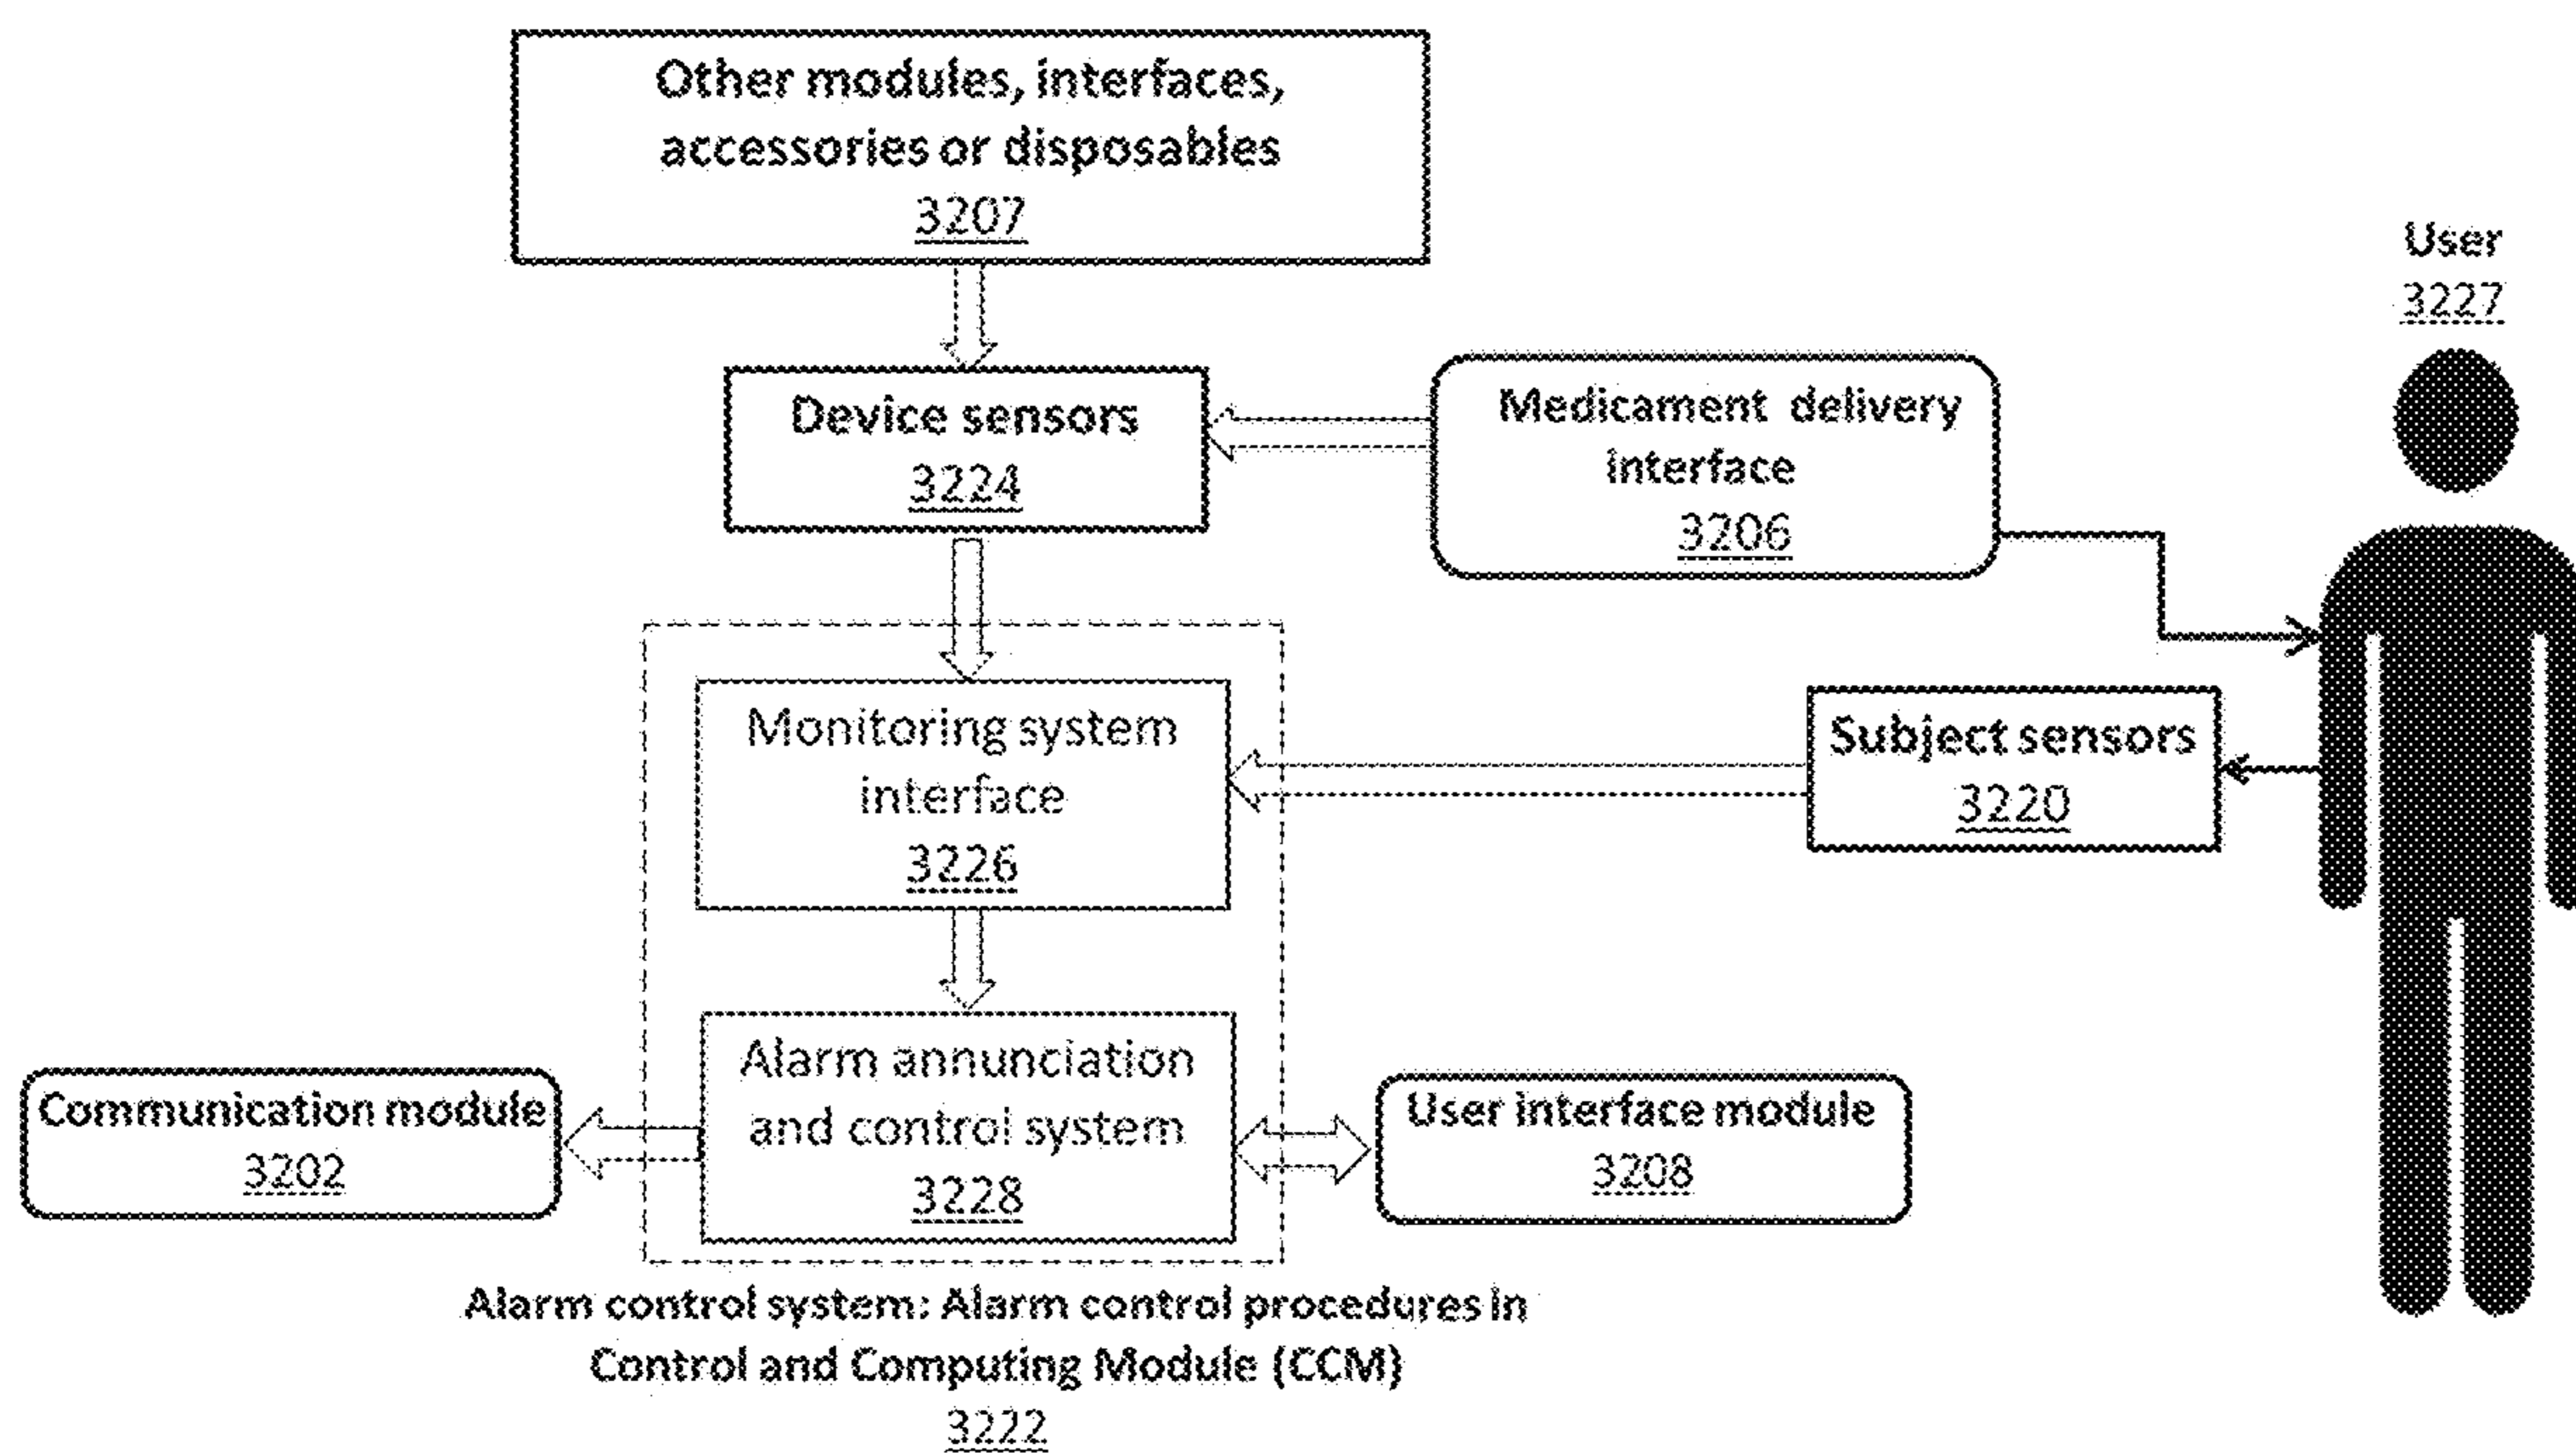 Other modules, interfaces,
accessories or disposables
3207
User
3227
Device sensors
3224
Medicament delivery
interface
3206
Monitoring system
interface
3226
Subject sensors
3220
Alarm annunciation
and control system
3228
Communication module
3202
User interface module
3208
Alarm control system: Alarm control procedures in
Control and Computing Module (CCM)
3222